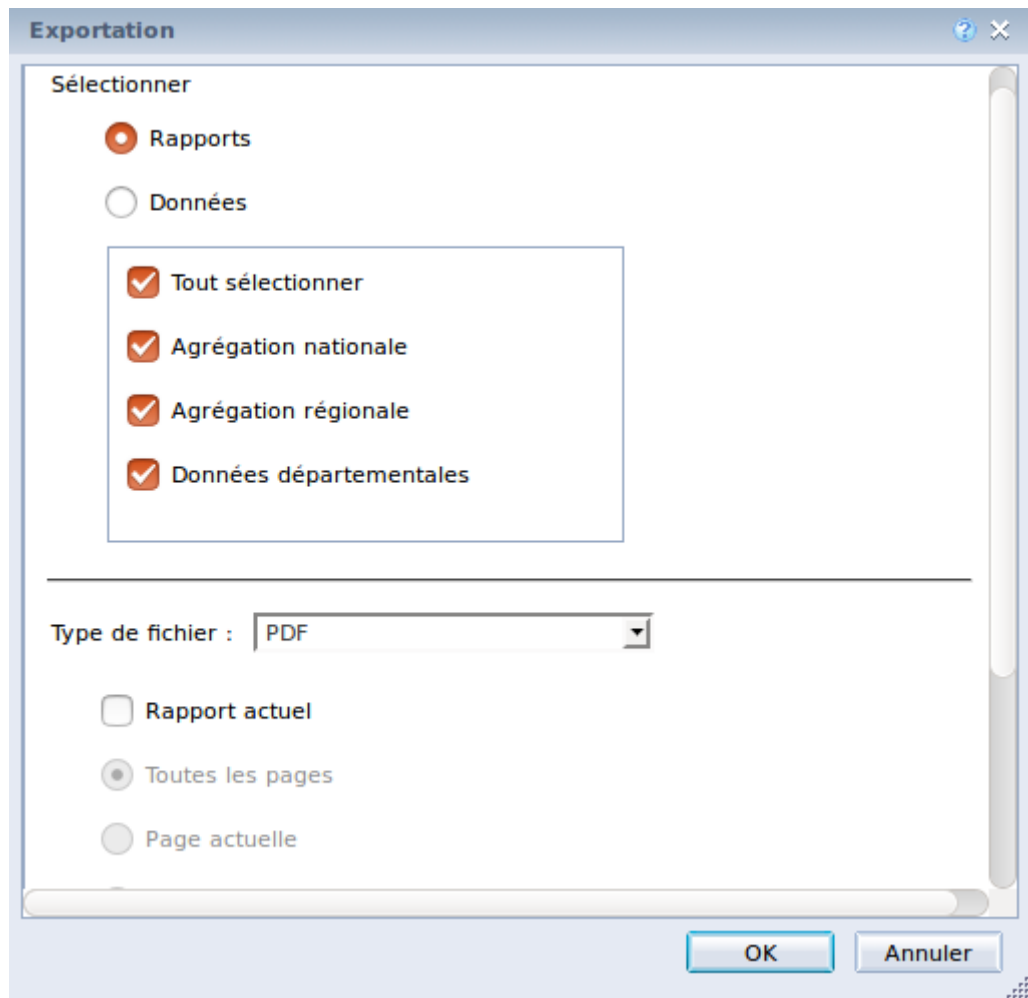 Exportation
Sélectionner
Rapports
Données
Tout sélectionner
Agrégation nationale
Agrégation régionale
Données départementales
Type de fichier : PDF
Rapport actuel
Toutes les pages
Page actuelle
OK Annuler